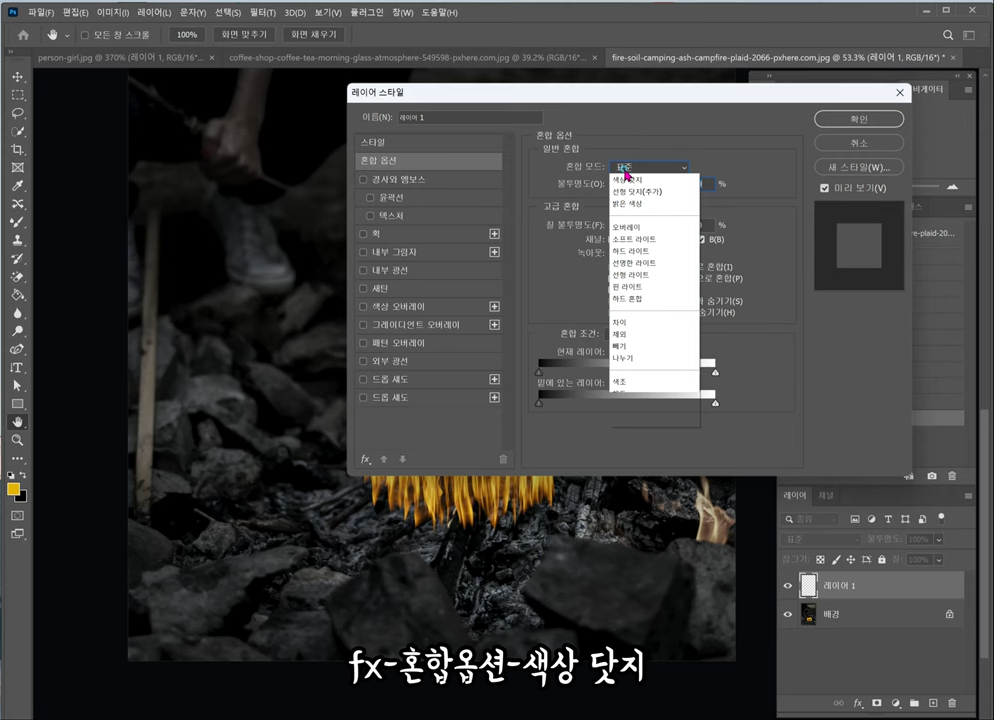 파일(F) 편집(E) 이미지(I) 레이어(L) 문자(Y) 선택(S) 필터(T) 3D(D) 보기(V) 플러그인 창(W) 도움말(H)
모든 창 스크롤 100% 화면 맞추기 화면 채우기
person-girl.jpg @ 370% (레이어 1, RGB/16*... coffee-shop-coffee-tea-morning-glass-atmosphere-549598-pxhere.com.jpg @ 39.2% (RGB/16*... fire-soil-camping-ash-campfire-plaid-2066-pxhere.com.jpg @ 53.3% (레이어 1, RGB/16*) *
레이어 스타일
이름(N): 레이어 1
스타일
혼합 옵션
경사와 엠보스
윤곽선
텍스처
획
내부 그림자
내부 광선
새틴
색상 오버레이
그레이디언트 오버레이
패턴 오버레이
외부 광선
드롭 섀도
드롭 섀도
fx
혼합 옵션
일반 혼합
혼합 모드: 표준
불투명도(O): %
고급 혼합
칠 불투명도(F): %
채널: B(B)
녹아웃:
로 혼합(I)
으로 혼합(P)
숨기기(S)
숨기기(H)
혼합 조건:
현재 레이어:
밑에 있는 레이어:
색상 닷지
선형 닷지(추가)
밝은 색상
오버레이
소프트 라이트
하드 라이트
선명한 라이트
선형 라이트
핀 라이트
하드 혼합
차이
제외
빼기
나누기
색조
확인
취소
새 스타일(W)...
미리 보기(V)
비게이터
e-plaid-20...
레이어 채널
종류
표준 불투명도: 100%
잠그기: 칠: 100%
레이어 1
배경
fx
fx-혼합옵션-색상 닷지